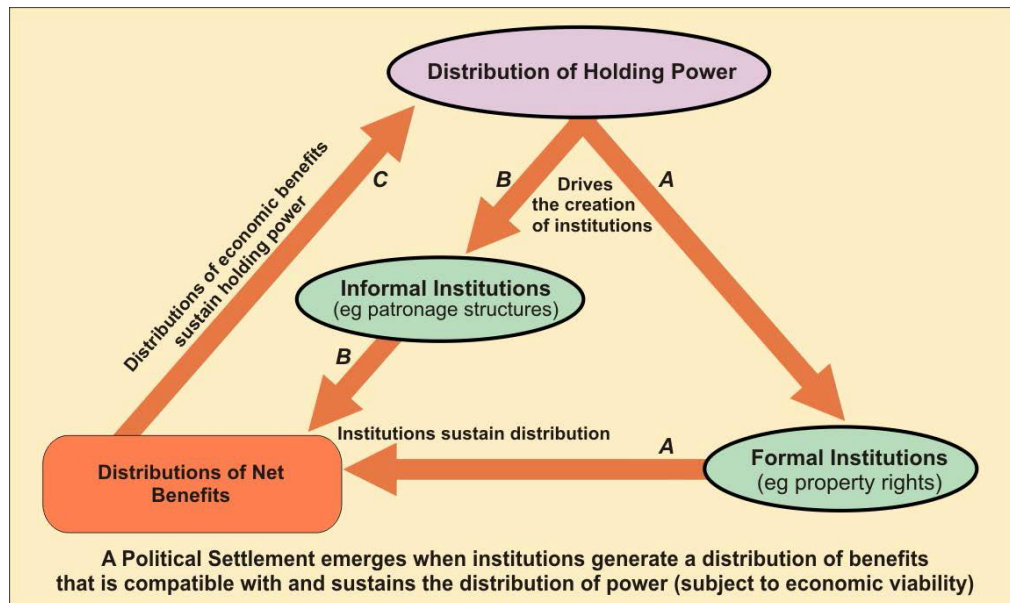 Distribution of Holding Power
C
B
A
Drives
the creation
of institutions
Distributions of economic benefits
sustain holding power
Informal Institutions
(eg patronage structures)
B
Institutions sustain distribution
A
Distributions of Net
Benefits
Formal Institutions
(eg property rights)
A Political Settlement emerges when institutions generate a distribution of benefits
that is compatible with and sustains the distribution of power (subject to economic viability)